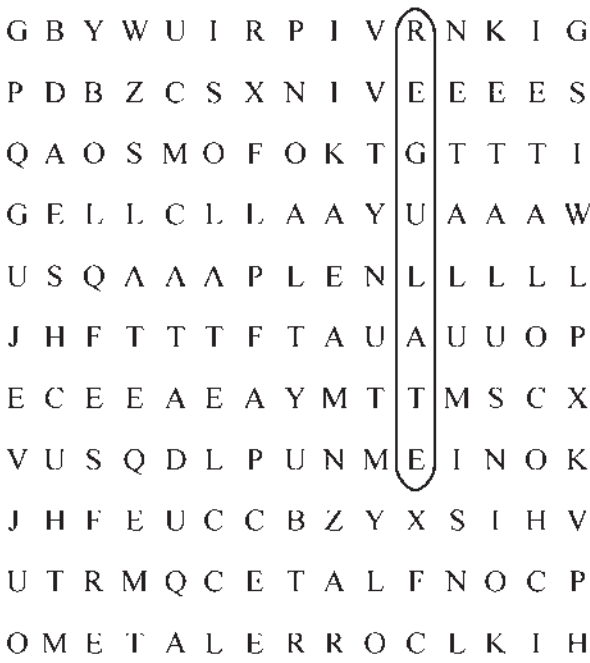 G B Y W U I R P I V R N K I G
P D B Z C S X N I V E E E E S
Q A O S M O F O K T G T T T I
G E L L C L L A A Y U A A A W
U S Q A A A P L E N L L L L L
J H F T T T F T A U A U U O P
E C E E A E A Y M T T M S C X
V U S Q D L P U N M E I N O K
J H F E U C C B Z Y X S I H V
U T R M Q C E T A L F N O C P
O M E T A L E R R O C L K I H